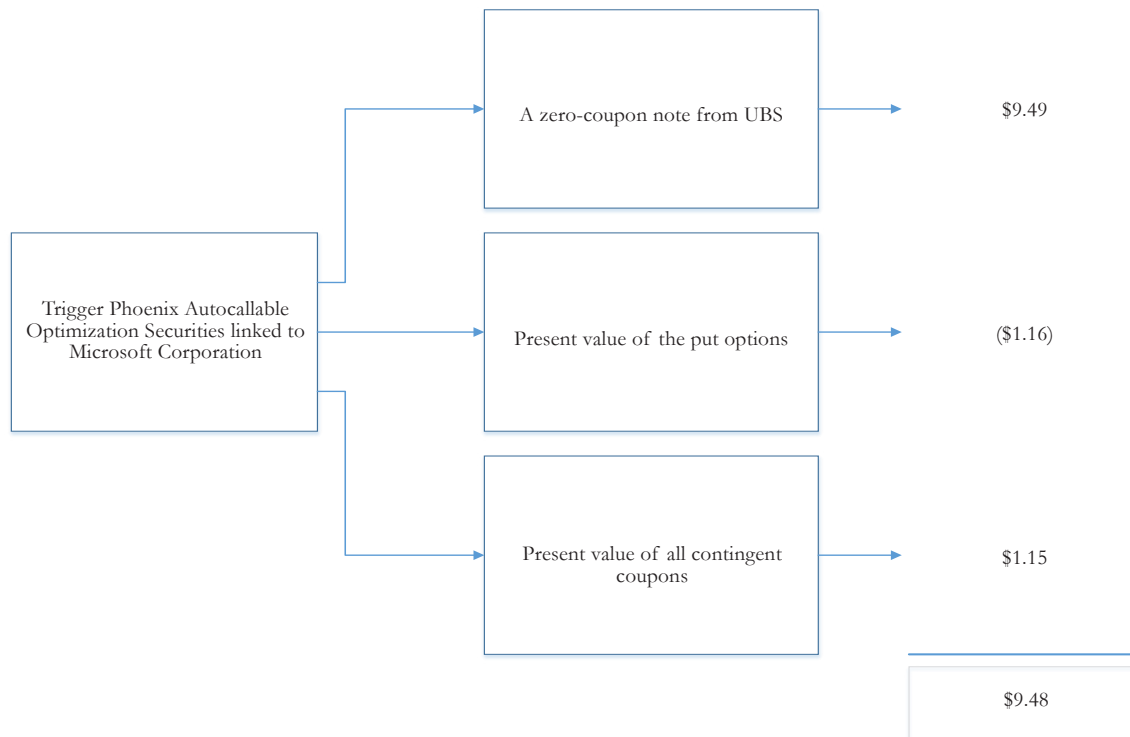 A zero-coupon note from UBS
$9.49
Trigger Phoenix Autocallable
Optimization Securities linked to
Microsoft Corporation
Present value of the put options
($1.16)
Present value of all contingent
coupons
$1.15
$9.48